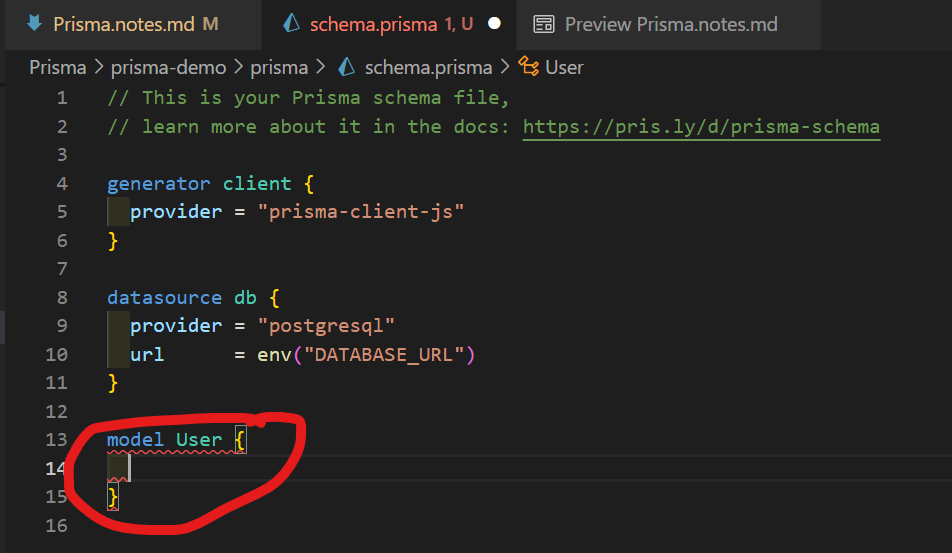 Prisma.notes.md M schema.prisma 1, U Preview Prisma.notes.md
Prisma > prisma-demo > prisma > schema.prisma > User
1 // This is your Prisma schema file,
2 // learn more about it in the docs: https://pris.ly/d/prisma-schema
3
4 generator client {
5   provider = "prisma-client-js"
6 }
7
8 datasource db {
9   provider = "postgresql"
10   url      = env("DATABASE_URL")
11 }
12
13 model User {
14
15 }
16